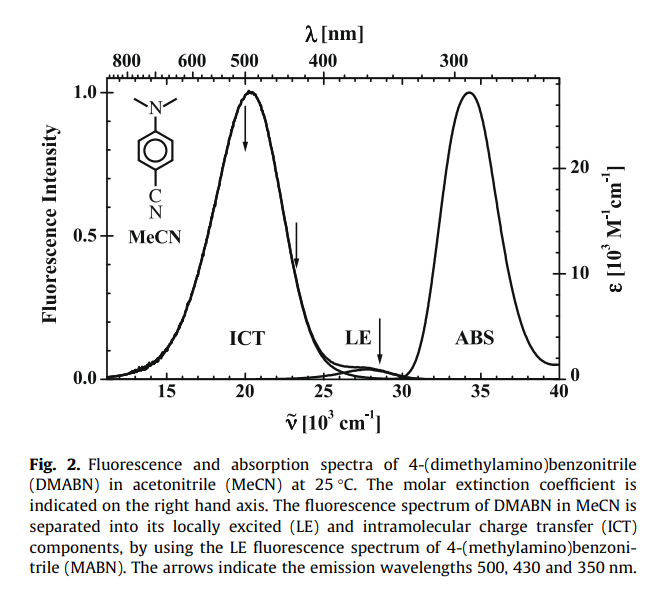 λ [nm]
800 600 500 400 300
1.0
0.5
0.0
Fluorescence Intensity
N
C
N
MeCN
ICT
LE
ABS
20
10
0
ε [10³ M⁻¹cm⁻¹]
15 20 25 30 35 40
ṽ [10³ cm⁻¹]
Fig. 2. Fluorescence and absorption spectra of 4-(dimethylamino)benzonitrile
(DMABN) in acetonitrile (MeCN) at 25 °C. The molar extinction coefficient is
indicated on the right hand axis. The fluorescence spectrum of DMABN in MeCN is
separated into its locally excited (LE) and intramolecular charge transfer (ICT)
components, by using the LE fluorescence spectrum of 4-(methylamino)benzoni-
trile (MABN). The arrows indicate the emission wavelengths 500, 430 and 350 nm.